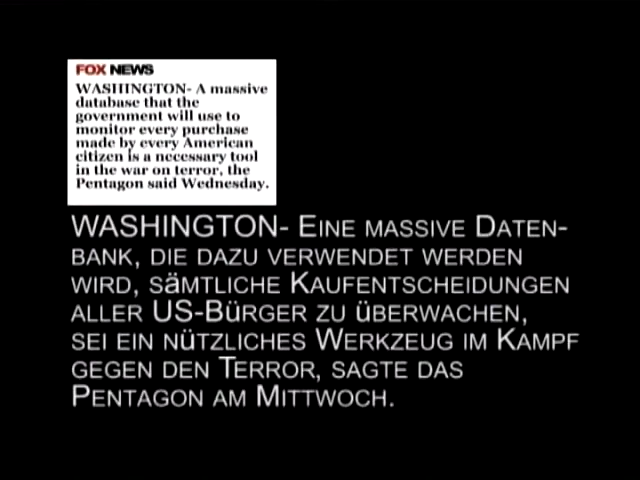 FOX NEWS
WASHINGTON- A massive
database that the
government will use to
monitor every purchase
made by every American
citizen is a necessary tool
in the war on terror, the
Pentagon said Wednesday.
WASHINGTON- EINE MASSIVE DATEN-
BANK, DIE DAZU VERWENDET WERDEN
WIRD, SÄMTLICHE KAUFENTSCHEIDUNGEN
ALLER US-BÜRGER ZU ÜBERWACHEN,
SEI EIN NÜTZLICHES WERKZEUG IM KAMPF
GEGEN DEN TERROR, SAGTE DAS
PENTAGON AM MITTWOCH.